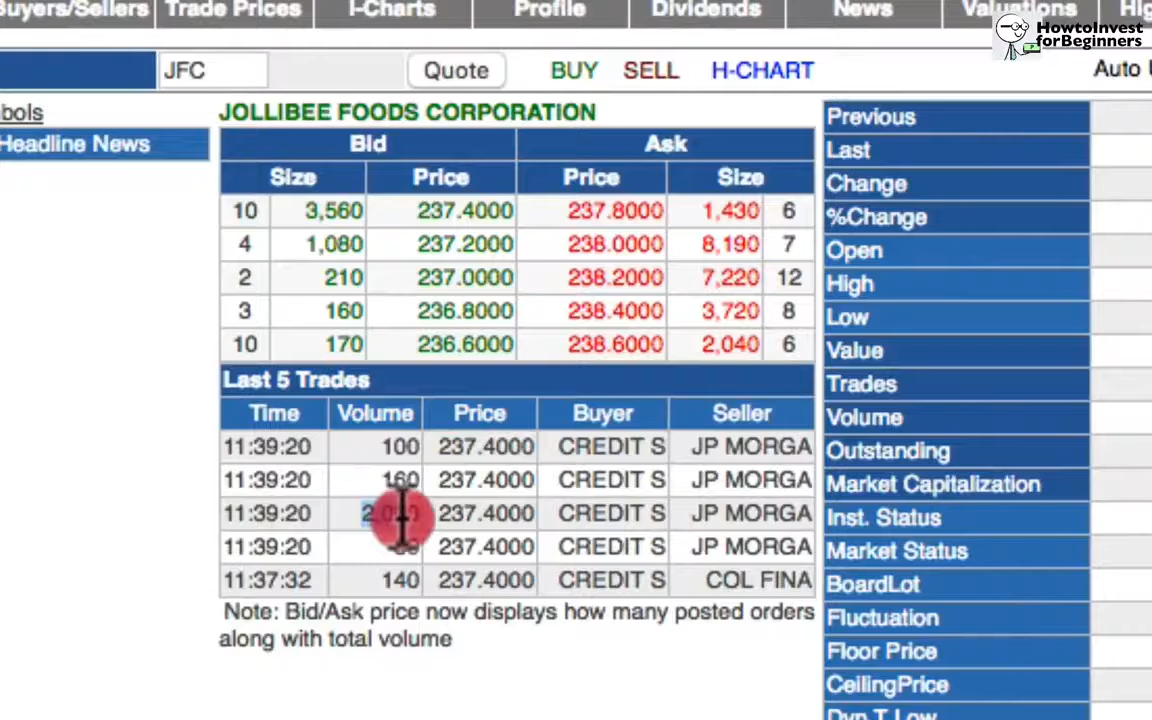 Buyers/Sellers Trade Prices I-Charts Profile Dividends News Valuations
HowtoInvest
forBeginners
JFC Quote BUY SELL H-CHART Auto
bols JOLLIBEE FOODS CORPORATION
Headline News
Bid Ask
Size Price Price Size
10 3,560 237.4000 237.8000 1,430 6
4 1,080 237.2000 238.0000 8,190 7
2 210 237.0000 238.2000 7,220 12
3 160 236.8000 238.4000 3,720 8
10 170 236.6000 238.6000 2,040 6
Last 5 Trades
Time Volume Price Buyer Seller
11:39:20 100 237.4000 CREDIT S JP MORGA
11:39:20 160 237.4000 CREDIT S JP MORGA
11:39:20 237.4000 CREDIT S JP MORGA
11:39:20 237.4000 CREDIT S JP MORGA
11:37:32 140 237.4000 CREDIT S COL FINA
Note: Bid/Ask price now displays how many posted orders
along with total volume
Previous
Last
Change
%Change
Open
High
Low
Value
Trades
Volume
Outstanding
Market Capitalization
Inst. Status
Market Status
BoardLot
Fluctuation
Floor Price
CeilingPrice
Dyn T Low